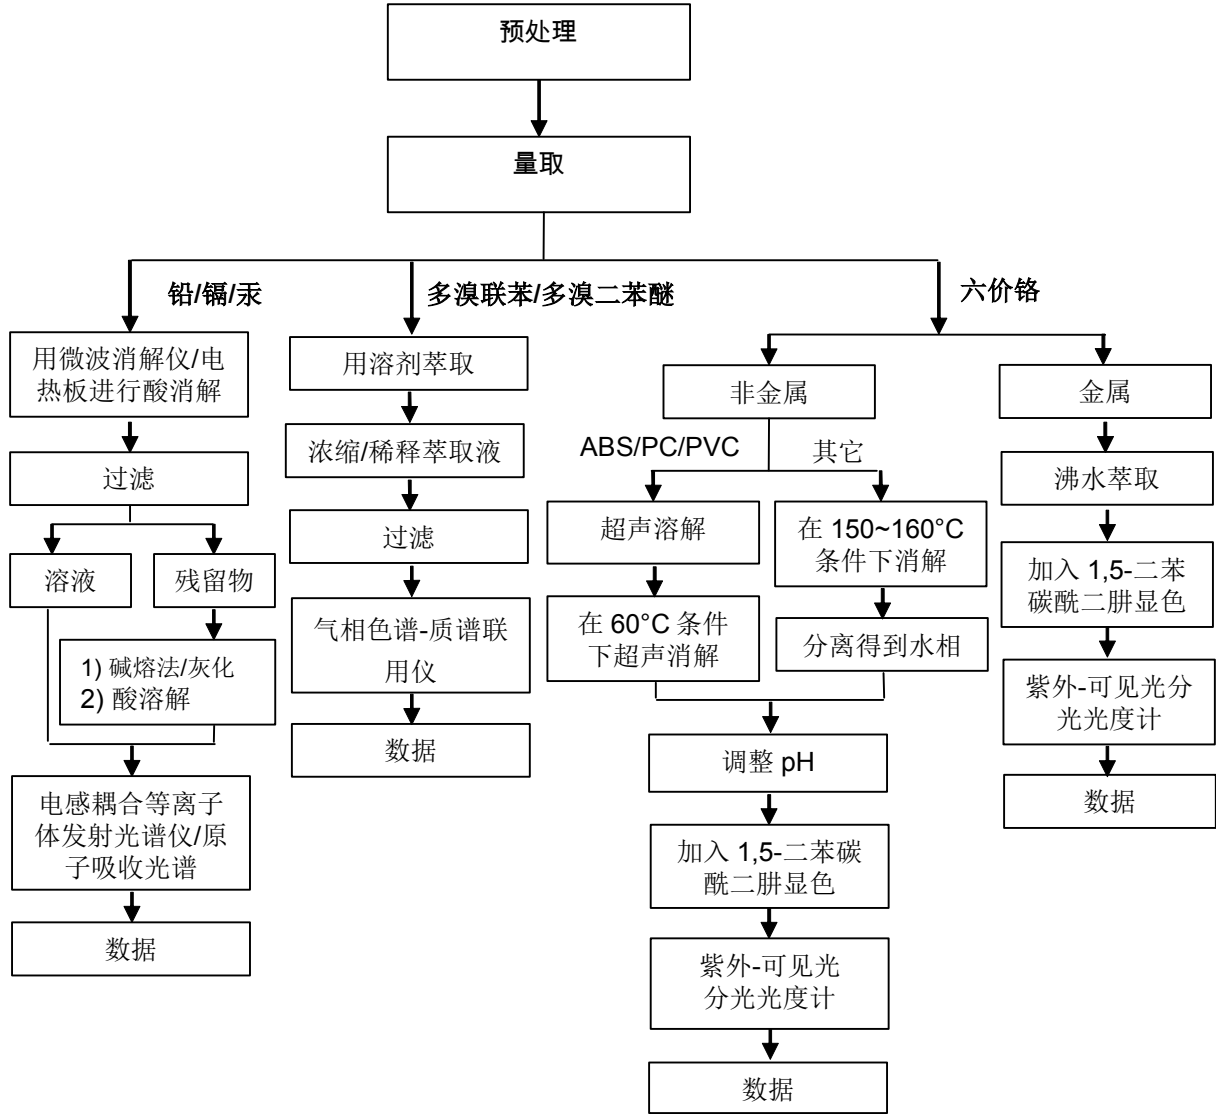 预处理
量取
铅/镉/汞
多溴联苯/多溴二苯醚
六价铬
用微波消解仪/电
热板进行酸消解
过滤
溶液
残留物
1) 碱熔法/灰化
2) 酸溶解
电感耦合等离子
体发射光谱仪/原
子吸收光谱
数据
用溶剂萃取
浓缩/稀释萃取液
过滤
气相色谱-质谱联
用仪
数据
非金属
ABS/PC/PVC
其它
超声溶解
在 60°C 条件
下超声消解
在 150~160°C
条件下消解
分离得到水相
调整 pH
加入 1,5-二苯碳
酰二肼显色
紫外-可见光
分光光度计
数据
金属
沸水萃取
加入 1,5-二苯
碳酰二肼显色
紫外-可见光分
光光度计
数据